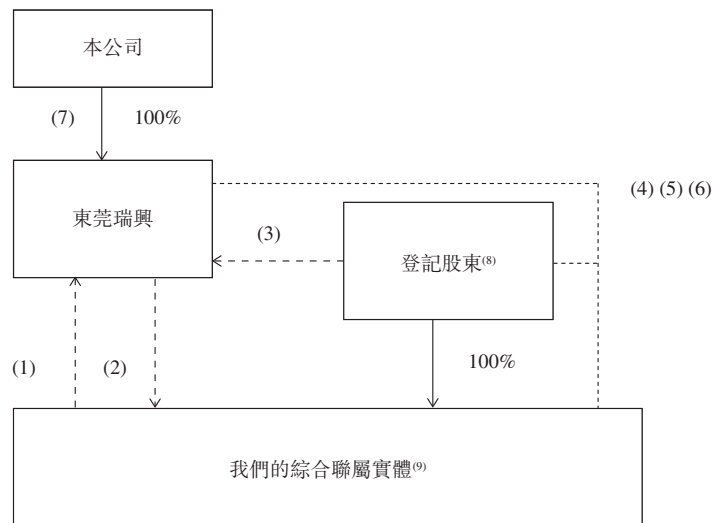 本公司
(7)
100%
東莞瑞興
(4) (5) (6)
(3)
登記股東(8)
(1)
(2)
100%
我們的綜合聯屬實體(9)